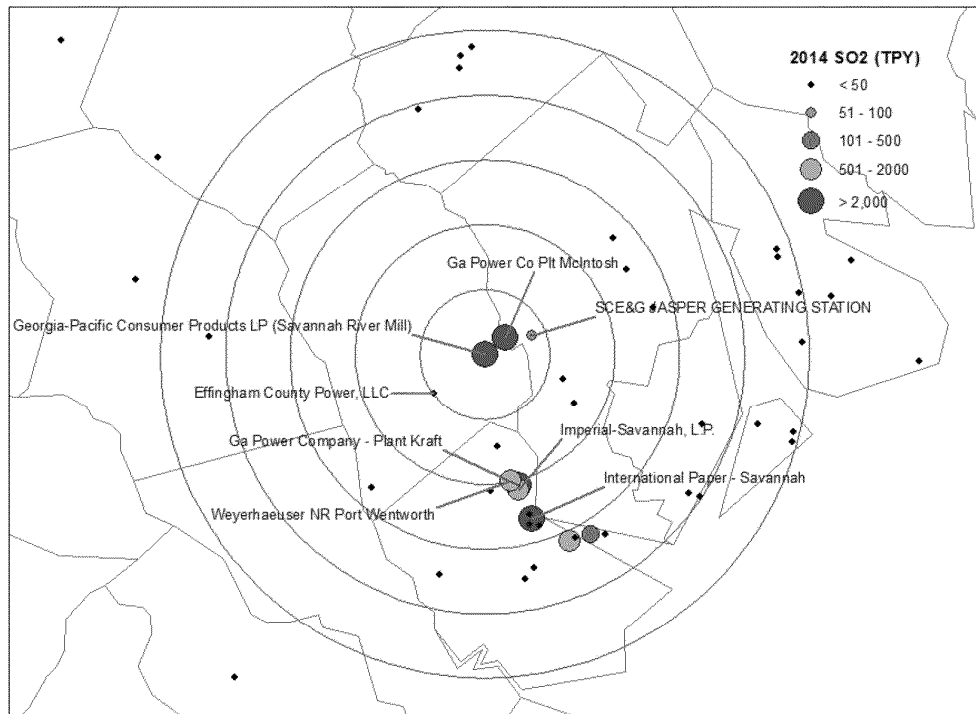 2014 SO2 (TPY)
< 50
51 - 100
101 - 500
501 - 2000
> 2,000
Ga Power Co Plt McIntosh
SCE&G JASPER GENERATING STATION
Georgia-Pacific Consumer Products LP (Savannah River Mill)
Effingham County Power, LLC
Ga Power Company - Plant Kraft
Imperial-Savannah, L.P.
International Paper - Savannah
Weyerhaeuser NR Port Wentworth